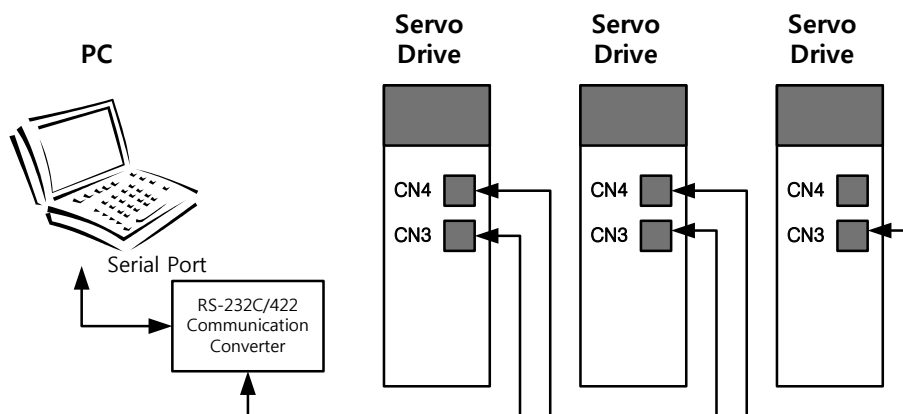 PC
Serial Port
RS-232C/422
Communication
Converter
Servo
Drive
CN4
CN3
Servo
Drive
CN4
CN3
Servo
Drive
CN4
CN3